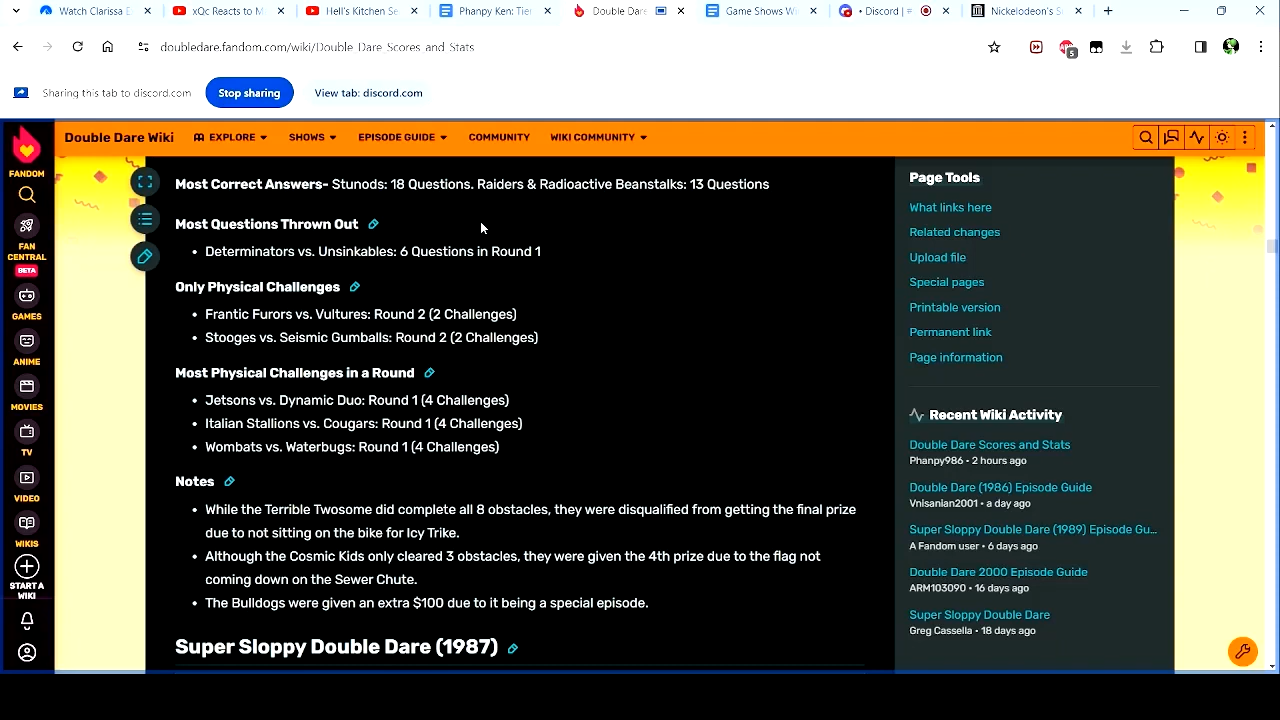 Watch Clarissa E
xQc Reacts to M
Hell's Kitchen Se
Phanpy Ken: Tier
Double Dare
Game Shows Wi
• Discord | #
Nickelodeon's S
doubledare.fandom.com/wiki/Double_Dare_Scores_and_Stats
5
Sharing this tab to discord.com
Stop sharing
View tab: discord.com
FANDOM
FAN CENTRAL
BETA
GAMES
ANIME
MOVIES
TV
VIDEO
WIKIS
START A WIKI
Double Dare Wiki
EXPLORE
SHOWS
EPISODE GUIDE
COMMUNITY
WIKI COMMUNITY
Most Correct Answers- Stunods: 18 Questions. Raiders & Radioactive Beanstalks: 13 Questions
Most Questions Thrown Out
• Determinators vs. Unsinkables: 6 Questions in Round 1
Only Physical Challenges
• Frantic Furors vs. Vultures: Round 2 (2 Challenges)
• Stooges vs. Seismic Gumballs: Round 2 (2 Challenges)
Most Physical Challenges in a Round
• Jetsons vs. Dynamic Duo: Round 1 (4 Challenges)
• Italian Stallions vs. Cougars: Round 1 (4 Challenges)
• Wombats vs. Waterbugs: Round 1 (4 Challenges)
Notes
• While the Terrible Twosome did complete all 8 obstacles, they were disqualified from getting the final prize
due to not sitting on the bike for Icy Trike.
• Although the Cosmic Kids only cleared 3 obstacles, they were given the 4th prize due to the flag not
coming down on the Sewer Chute.
• The Bulldogs were given an extra $100 due to it being a special episode.
Super Sloppy Double Dare (1987)
Page Tools
What links here
Related changes
Upload file
Special pages
Printable version
Permanent link
Page information
Recent Wiki Activity
Double Dare Scores and Stats
Phanpy986 • 2 hours ago
Double Dare (1986) Episode Guide
Vnisanian2001 • a day ago
Super Sloppy Double Dare (1989) Episode Gu...
A Fandom user • 6 days ago
Double Dare 2000 Episode Guide
ARM103090 • 16 days ago
Super Sloppy Double Dare
Greg Cassella • 18 days ago